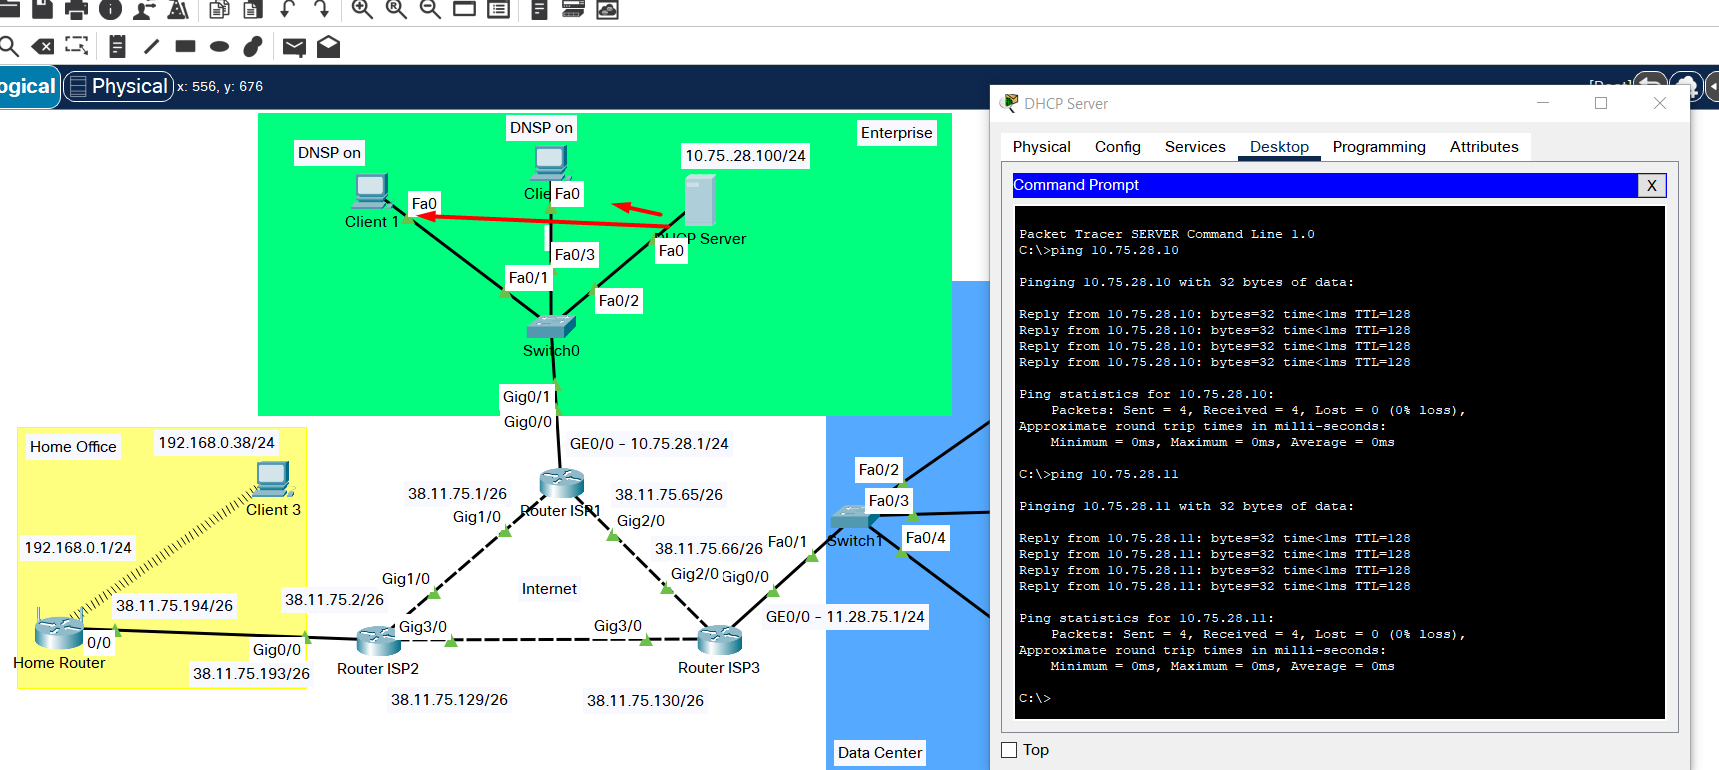 ogical
Physical
x: 556, y: 676
DNSP on
DNSP on
Enterprise
10.75..28.100/24
Fa0
Fa0
Client 1
DHCP Server
Fa0
Fa0/3
Fa0/1
Fa0/2
Switch0
Gig0/1
Gig0/0
GE0/0 - 10.75.28.1/24
Home Office
192.168.0.38/24
Client 3
192.168.0.1/24
38.11.75.194/26
0/0
Home Router
Gig0/0
38.11.75.193/26
38.11.75.1/26
Gig1/0
38.11.75.65/26
Router ISP1
Gig2/0
38.11.75.66/26
Gig2/0
Gig0/0
Fa0/1
Internet
Gig1/0
38.11.75.2/26
Gig3/0
Gig3/0
Router ISP2
Router ISP3
38.11.75.129/26
38.11.75.130/26
GE0/0 - 11.28.75.1/24
Fa0/2
Fa0/3
Fa0/4
Switch1
Data Center
DHCP Server
Physical Config Services Desktop Programming Attributes
Command Prompt
X
Packet Tracer SERVER Command Line 1.0
C:\>ping 10.75.28.10
Pinging 10.75.28.10 with 32 bytes of data:
Reply from 10.75.28.10: bytes=32 time<1ms TTL=128
Reply from 10.75.28.10: bytes=32 time<1ms TTL=128
Reply from 10.75.28.10: bytes=32 time<1ms TTL=128
Reply from 10.75.28.10: bytes=32 time<1ms TTL=128
Ping statistics for 10.75.28.10:
Packets: Sent = 4, Received = 4, Lost = 0 (0% loss),
Approximate round trip times in milli-seconds:
Minimum = 0ms, Maximum = 0ms, Average = 0ms
C:\>ping 10.75.28.11
Pinging 10.75.28.11 with 32 bytes of data:
Reply from 10.75.28.11: bytes=32 time<1ms TTL=128
Reply from 10.75.28.11: bytes=32 time<1ms TTL=128
Reply from 10.75.28.11: bytes=32 time<1ms TTL=128
Reply from 10.75.28.11: bytes=32 time<1ms TTL=128
Ping statistics for 10.75.28.11:
Packets: Sent = 4, Received = 4, Lost = 0 (0% loss),
Approximate round trip times in milli-seconds:
Minimum = 0ms, Maximum = 0ms, Average = 0ms
C:\>
Top